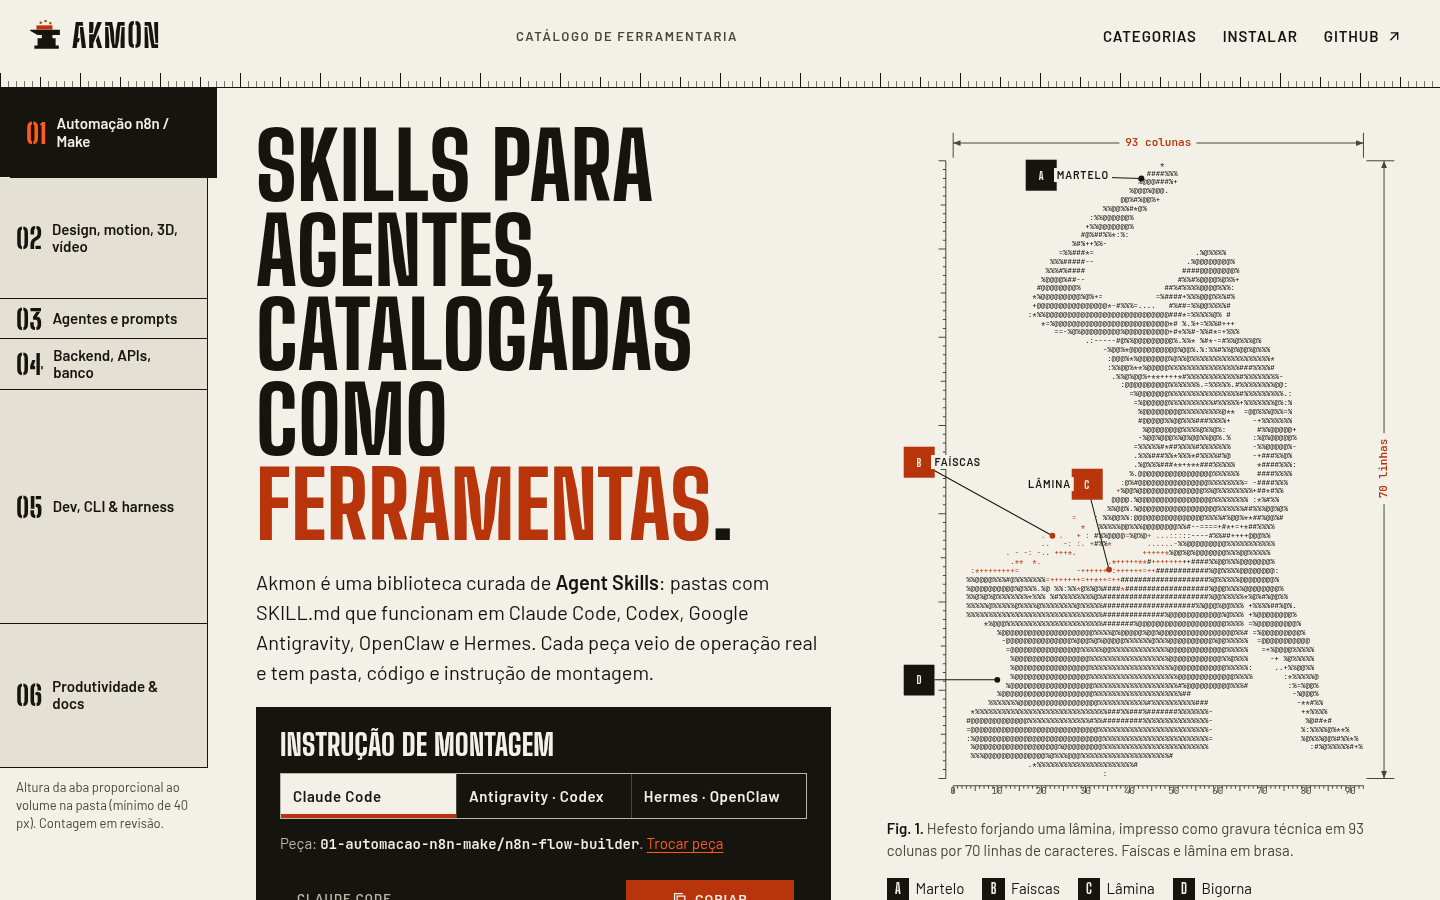 AKMON
CATÁLOGO DE FERRAMENTARIA
CATEGORIAS
INSTALAR
GITHUB
01 Automação n8n /
Make
02 Design, motion, 3D,
vídeo
03 Agentes e prompts
04 Backend, APIs,
banco
05 Dev, CLI & harness
06 Produtividade &
docs
Altura da aba proporcional ao
volume na pasta (mínimo de 40
px). Contagem em revisão.
SKILLS PARA
AGENTES,
CATALOGADAS
COMO
FERRAMENTAS.
Akmon é uma biblioteca curada de Agent Skills: pastas com
SKILL.md que funcionam em Claude Code, Codex, Google
Antigravity, OpenClaw e Hermes. Cada peça veio de operação real
e tem pasta, código e instrução de montagem.
INSTRUÇÃO DE MONTAGEM
Claude Code
Antigravity · Codex
Hermes · OpenClaw
Peça: 01-automacao-n8n-make/n8n-flow-builder. Trocar peça
CLAUDE CODE
COPIAR
93 colunas
A MARTELO
B FAÍSCAS
LÂMINA C
D
70 linhas
0 10 20 30 40 50 60 70 80 90
Fig. 1. Hefesto forjando uma lâmina, impresso como gravura técnica em 93
colunas por 70 linhas de caracteres. Faíscas e lâmina em brasa.
A Martelo
B Faíscas
C Lâmina
D Bigorna